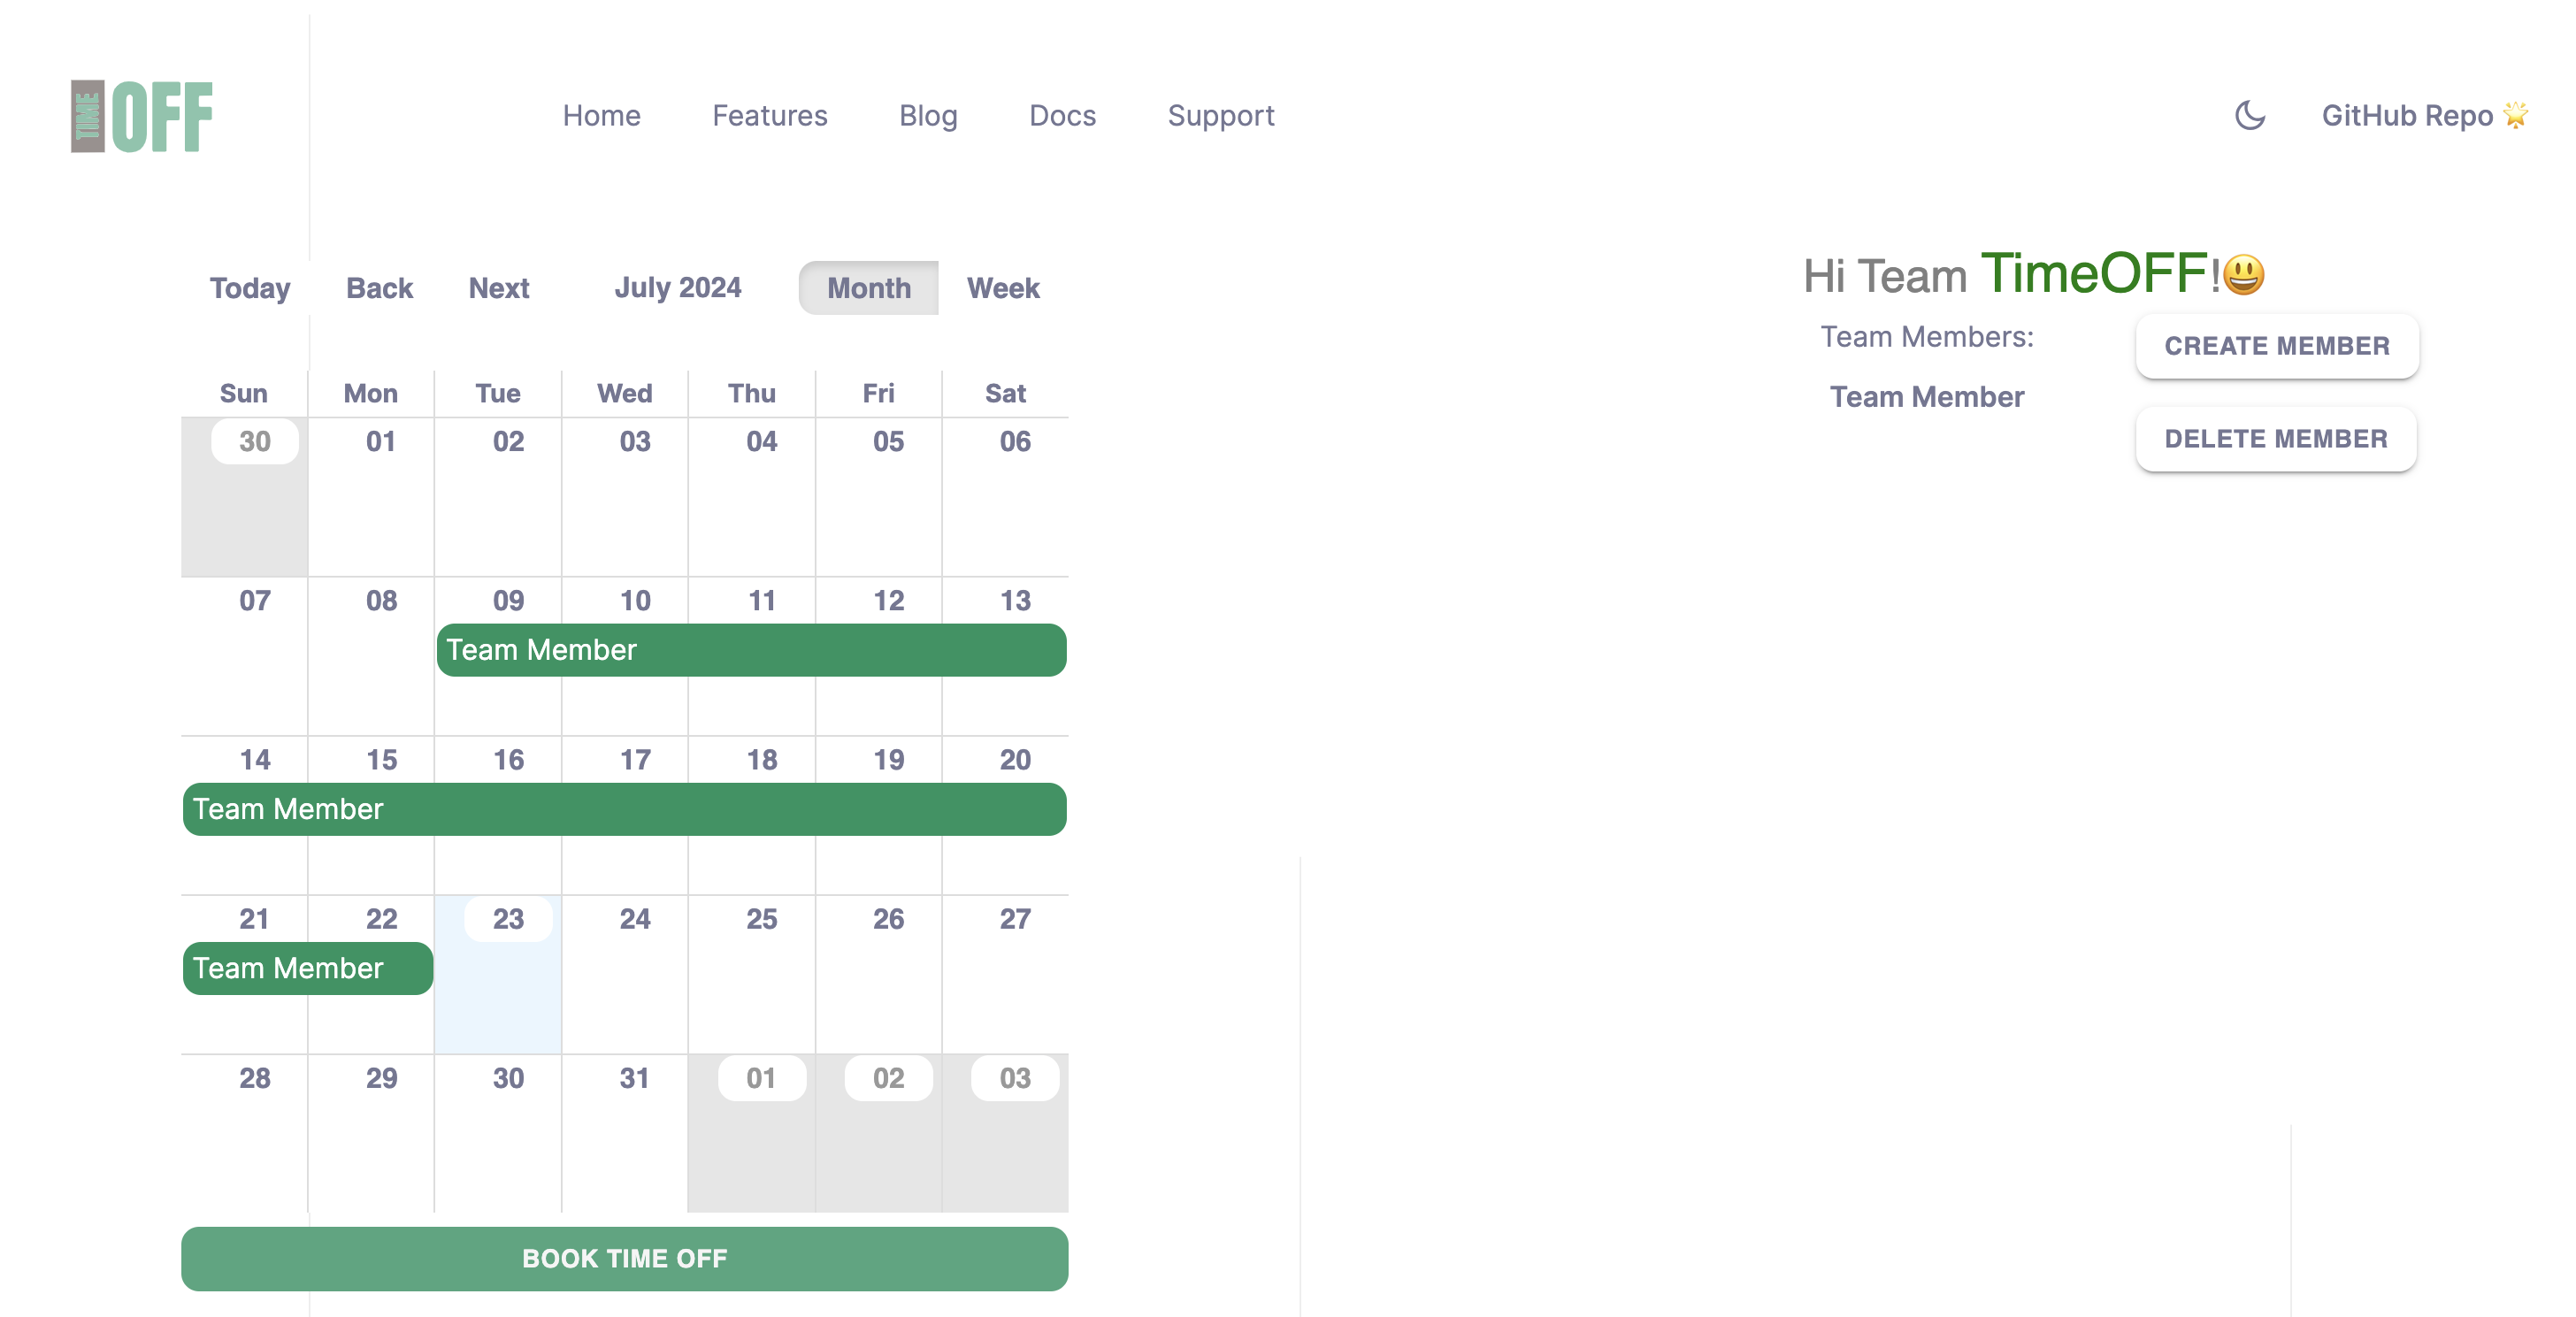 TIME OFF
Home Features Blog Docs Support
GitHub Repo 🌟
Today Back Next July 2024 Month Week
Hi Team TimeOFF!😃
Team Members:
CREATE MEMBER
Team Member
DELETE MEMBER
Sun Mon Tue Wed Thu Fri Sat
30 01 02 03 04 05 06
07 08 09 10 11 12 13
Team Member
14 15 16 17 18 19 20
Team Member
21 22 23 24 25 26 27
Team Member
28 29 30 31 01 02 03
BOOK TIME OFF